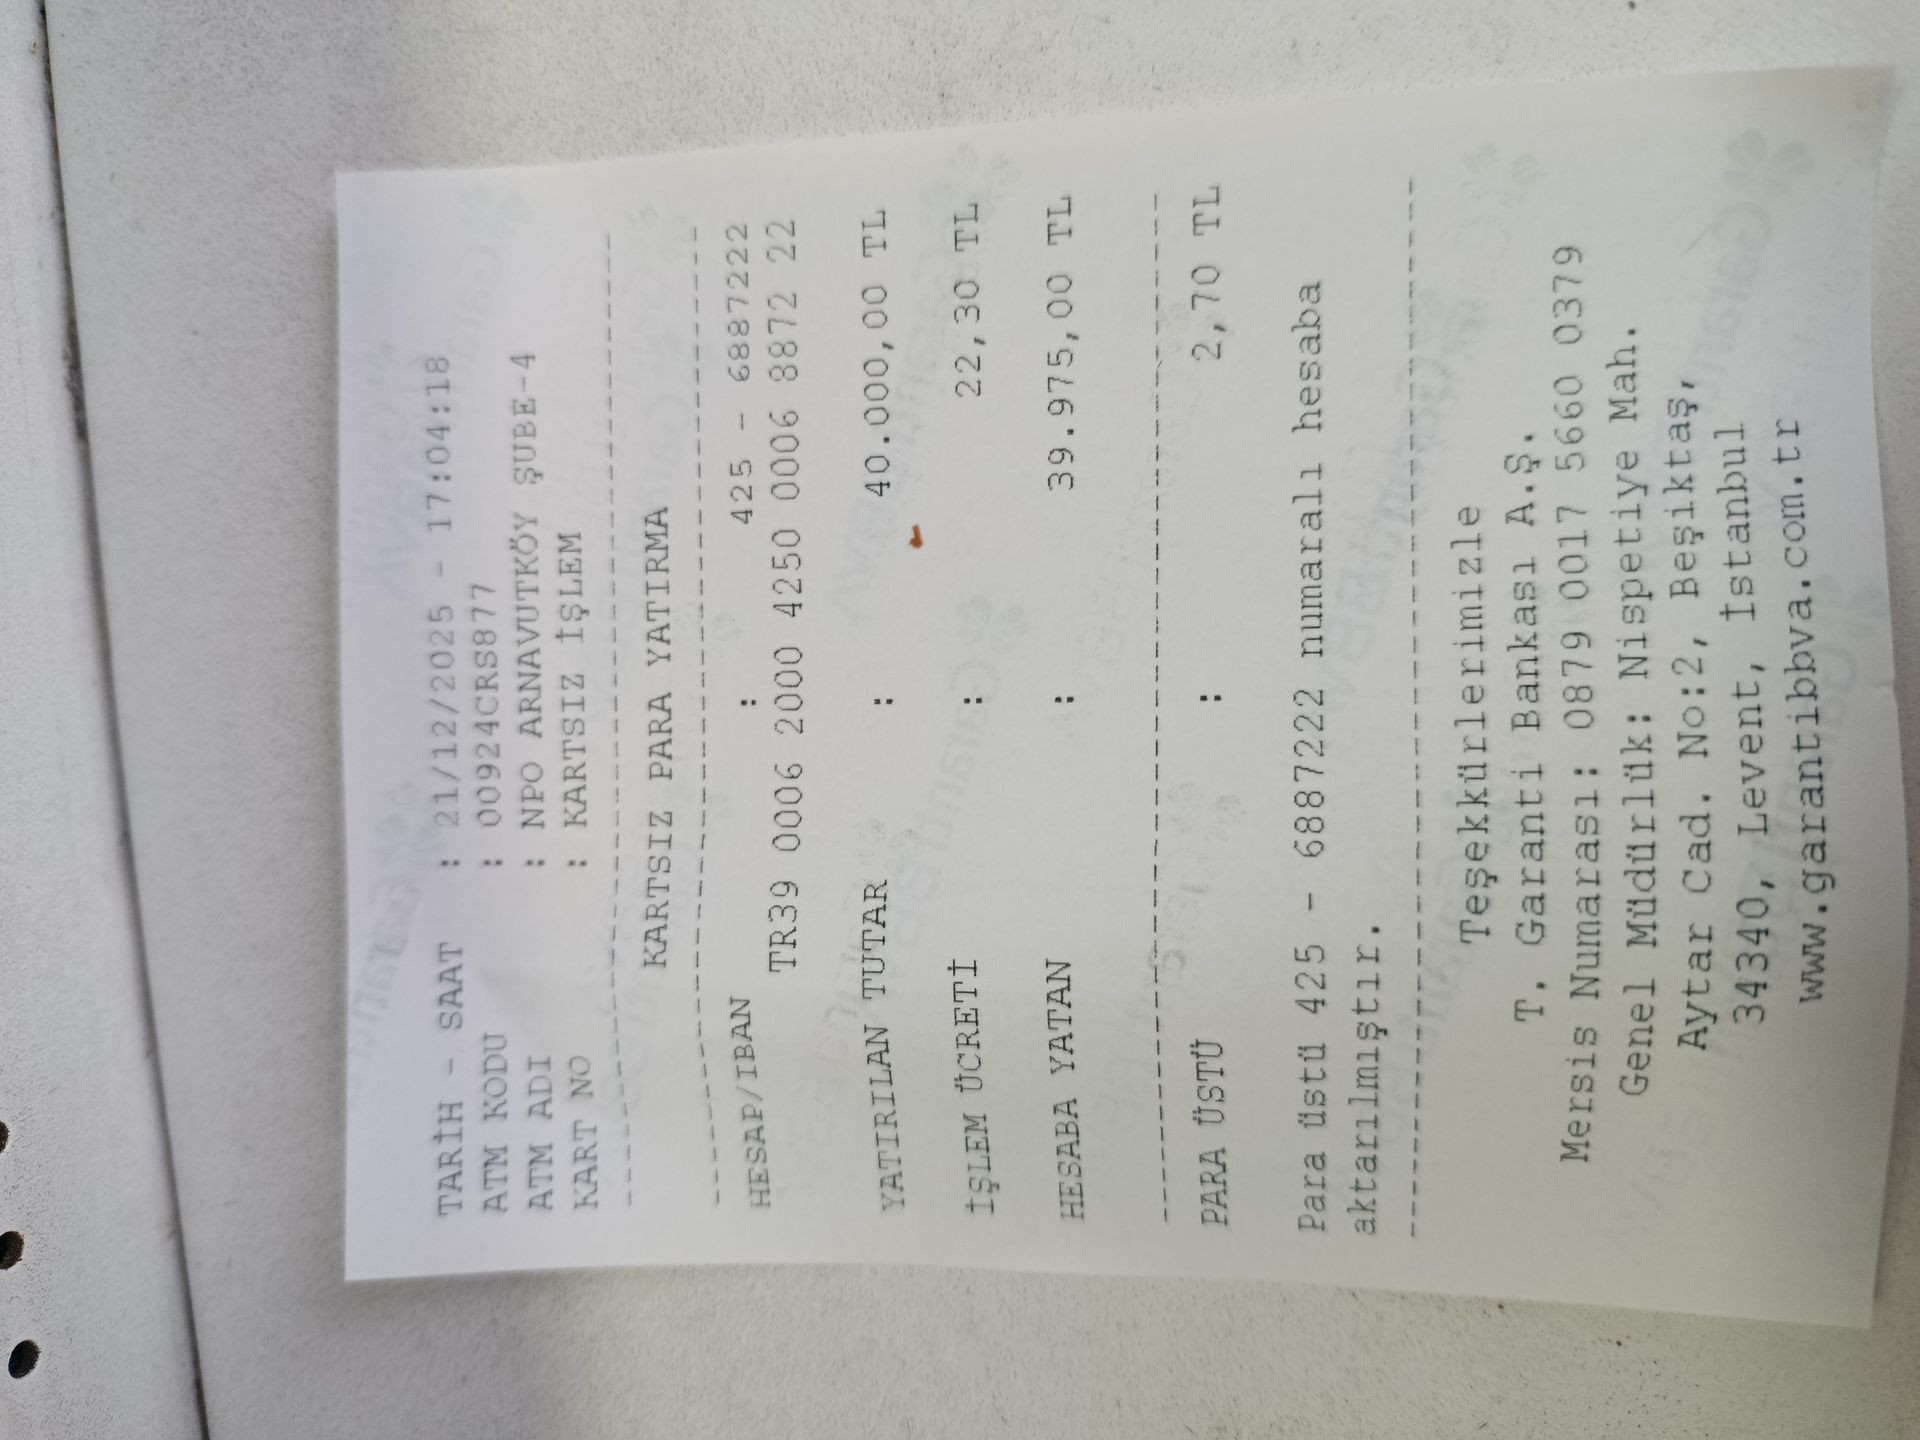 TARİH - SAAT : 21/12/2025 - 17:04:18
ATM KODU : 00924CRS877
ATM ADI : NPO ARNAVUTKÖY ŞUBE-4
KART NO : KARTSIZ İŞLEM
KARTSIZ PARA YATIRMA
HESAP/IBAN : 425 - 6887222
TR39 0006 2000 4250 0006 8872 22
YATIRILAN TUTAR : 40.000,00 TL
İŞLEM ÜCRETİ : 22,30 TL
HESABA YATAN : 39.975,00 TL
PARA ÜSTÜ : 2,70 TL
Para üstü 425 - 6887222 numaralı hesaba
aktarılmıştır.
Teşekkürlerimizle
T. Garanti Bankası A.Ş.
Mersis Numarası: 0879 0017 5660 0379
Genel Müdürlük: Nispetiye Mah.
Aytar Cad. No:2, Beşiktaş,
34340, Levent, İstanbul
www.garantibbva.com.tr